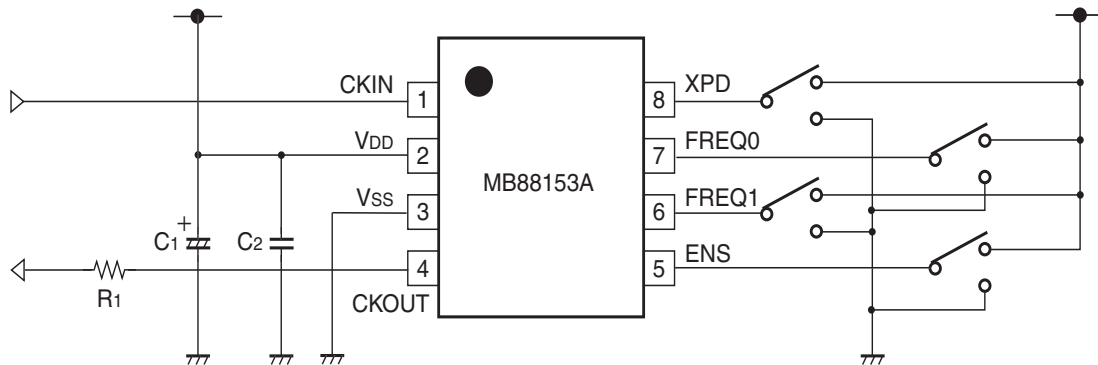 CKIN
1
VDD
2
VSS
3
C1
+
C2
4
R1
CKOUT
MB88153A
XPD
8
FREQ0
7
FREQ1
6
ENS
5